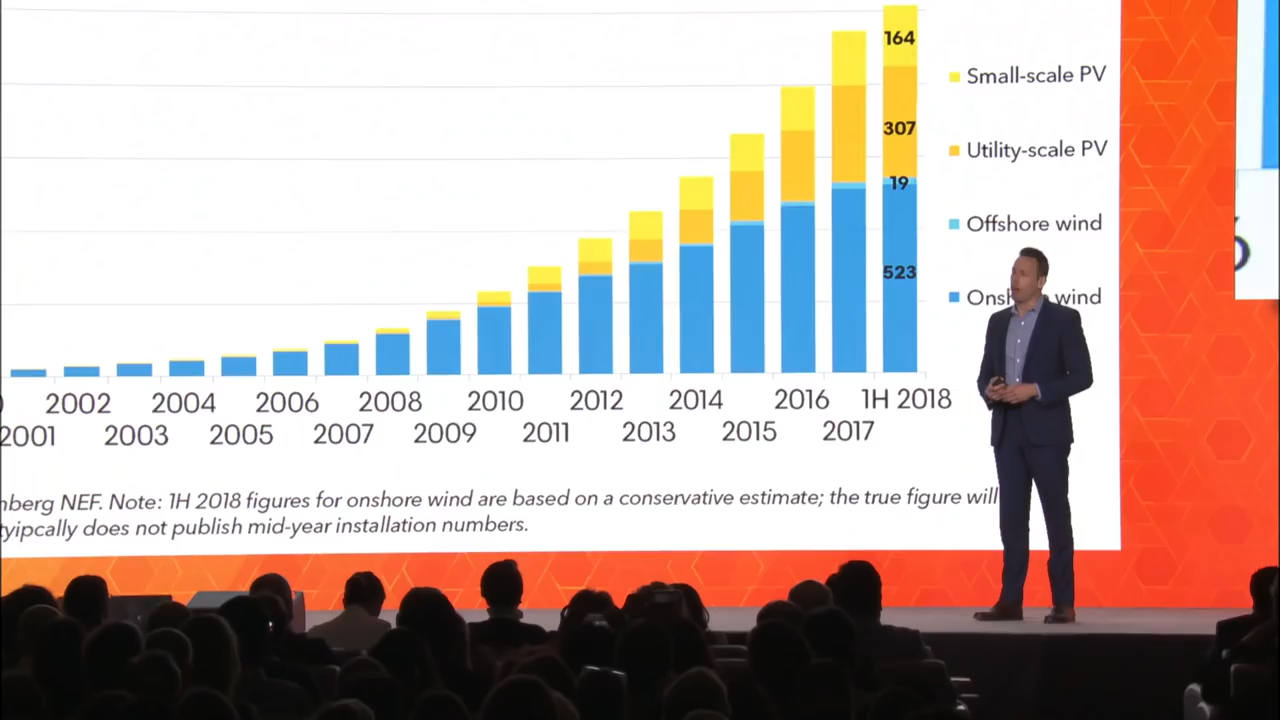 164
Small-scale PV
307
Utility-scale PV
19
Offshore wind
523
wind
2002 2004 2006 2008 2010 2012 2014 2016 1H 2018
2001 2003 2005 2007 2009 2011 2013 2015 2017
nberg NEF. Note: 1H 2018 figures for onshore wind are based on a conservative estimate; the true figure will
tyipcally does not publish mid-year installation numbers.